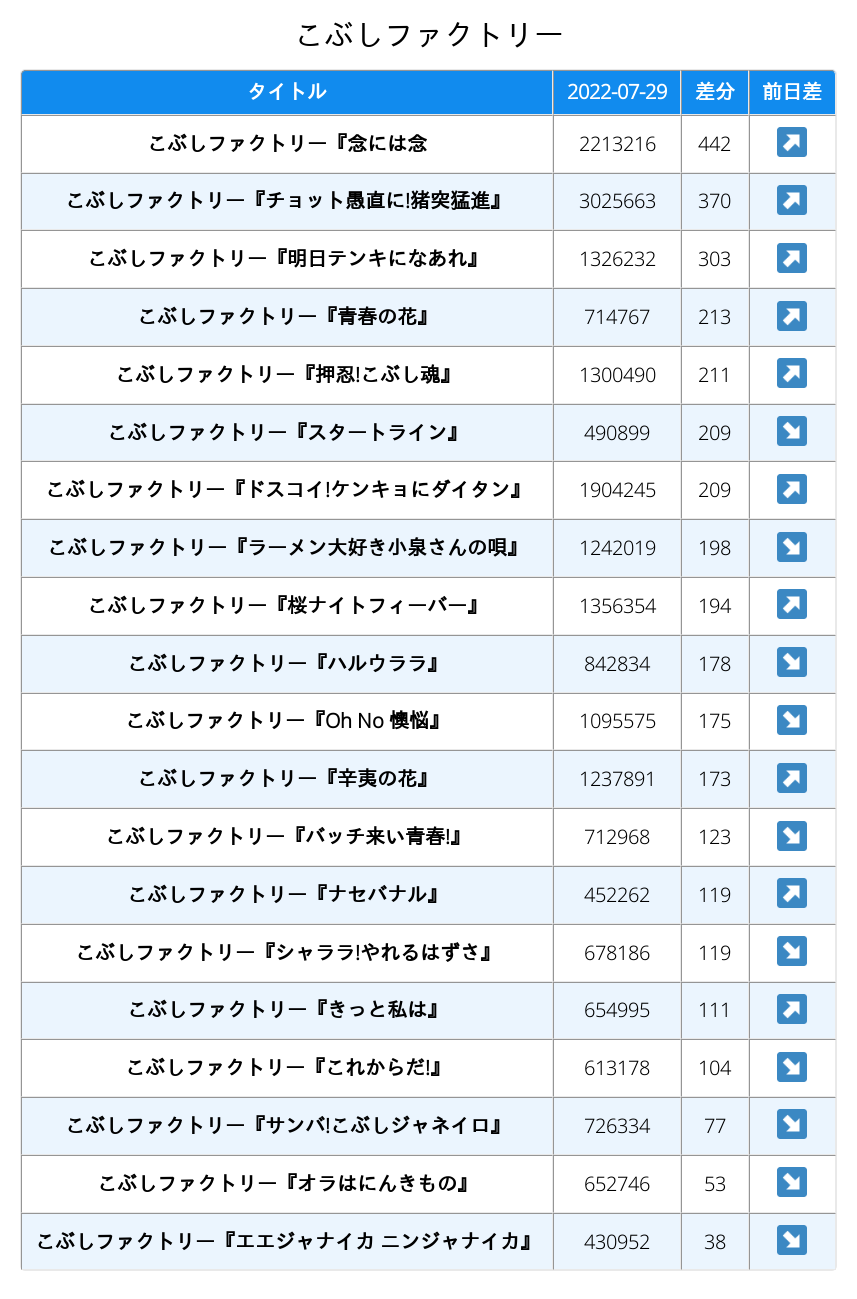 こぶしファクトリー
タイトル 2022-07-29 差分 前日差
こぶしファクトリー『念には念 2213216 442 ↗
こぶしファクトリー『チョット愚直に!猪突猛進』 3025663 370 ↗
こぶしファクトリー『明日テンキになあれ』 1326232 303 ↗
こぶしファクトリー『青春の花』 714767 213 ↗
こぶしファクトリー『押忍!こぶし魂』 1300490 211 ↗
こぶしファクトリー『スタートライン』 490899 209 ↘
こぶしファクトリー『ドスコイ!ケンキョにダイタン』 1904245 209 ↗
こぶしファクトリー『ラーメン大好き小泉さんの唄』 1242019 198 ↘
こぶしファクトリー『桜ナイトフィーバー』 1356354 194 ↗
こぶしファクトリー『ハルウララ』 842834 178 ↘
こぶしファクトリー『Oh No 懊悩』 1095575 175 ↘
こぶしファクトリー『辛夷の花』 1237891 173 ↗
こぶしファクトリー『バッチ来い青春!』 712968 123 ↘
こぶしファクトリー『ナセバナル』 452262 119 ↗
こぶしファクトリー『シャララ!やれるはずさ』 678186 119 ↘
こぶしファクトリー『きっと私は』 654995 111 ↗
こぶしファクトリー『これからだ!』 613178 104 ↘
こぶしファクトリー『サンバ!こぶしジャネイロ』 726334 77 ↘
こぶしファクトリー『オラはにんきもの』 652746 53 ↘
こぶしファクトリー『エエジャナイカ ニンジャナイカ』 430952 38 ↘